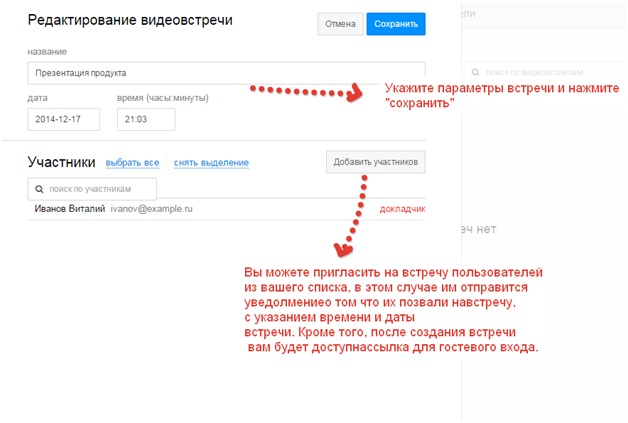 Редактирование видеовстречи
Отмена
Сохранить
ели
название
Презентация продукта
поиск по видеовстречам
Укажите параметры встречи и нажмите
"сохранить"
дата
время (часы:минуты)
2014-12-17
21:03
Участники
выбрать все
снять выделение
Добавить участников
поиск по участникам
Иванов Виталий
ivanov@example.ru
докладчик
еч нет
Вы можете пригласить на встречу пользователей
из вашего списка, в этом случае им отправится
уведолмениео том что их позвали навстречу,
с указанием времени и даты
встречи. Кроме того, после создания встречи
вам будет доступнассылка для гостевого входа.